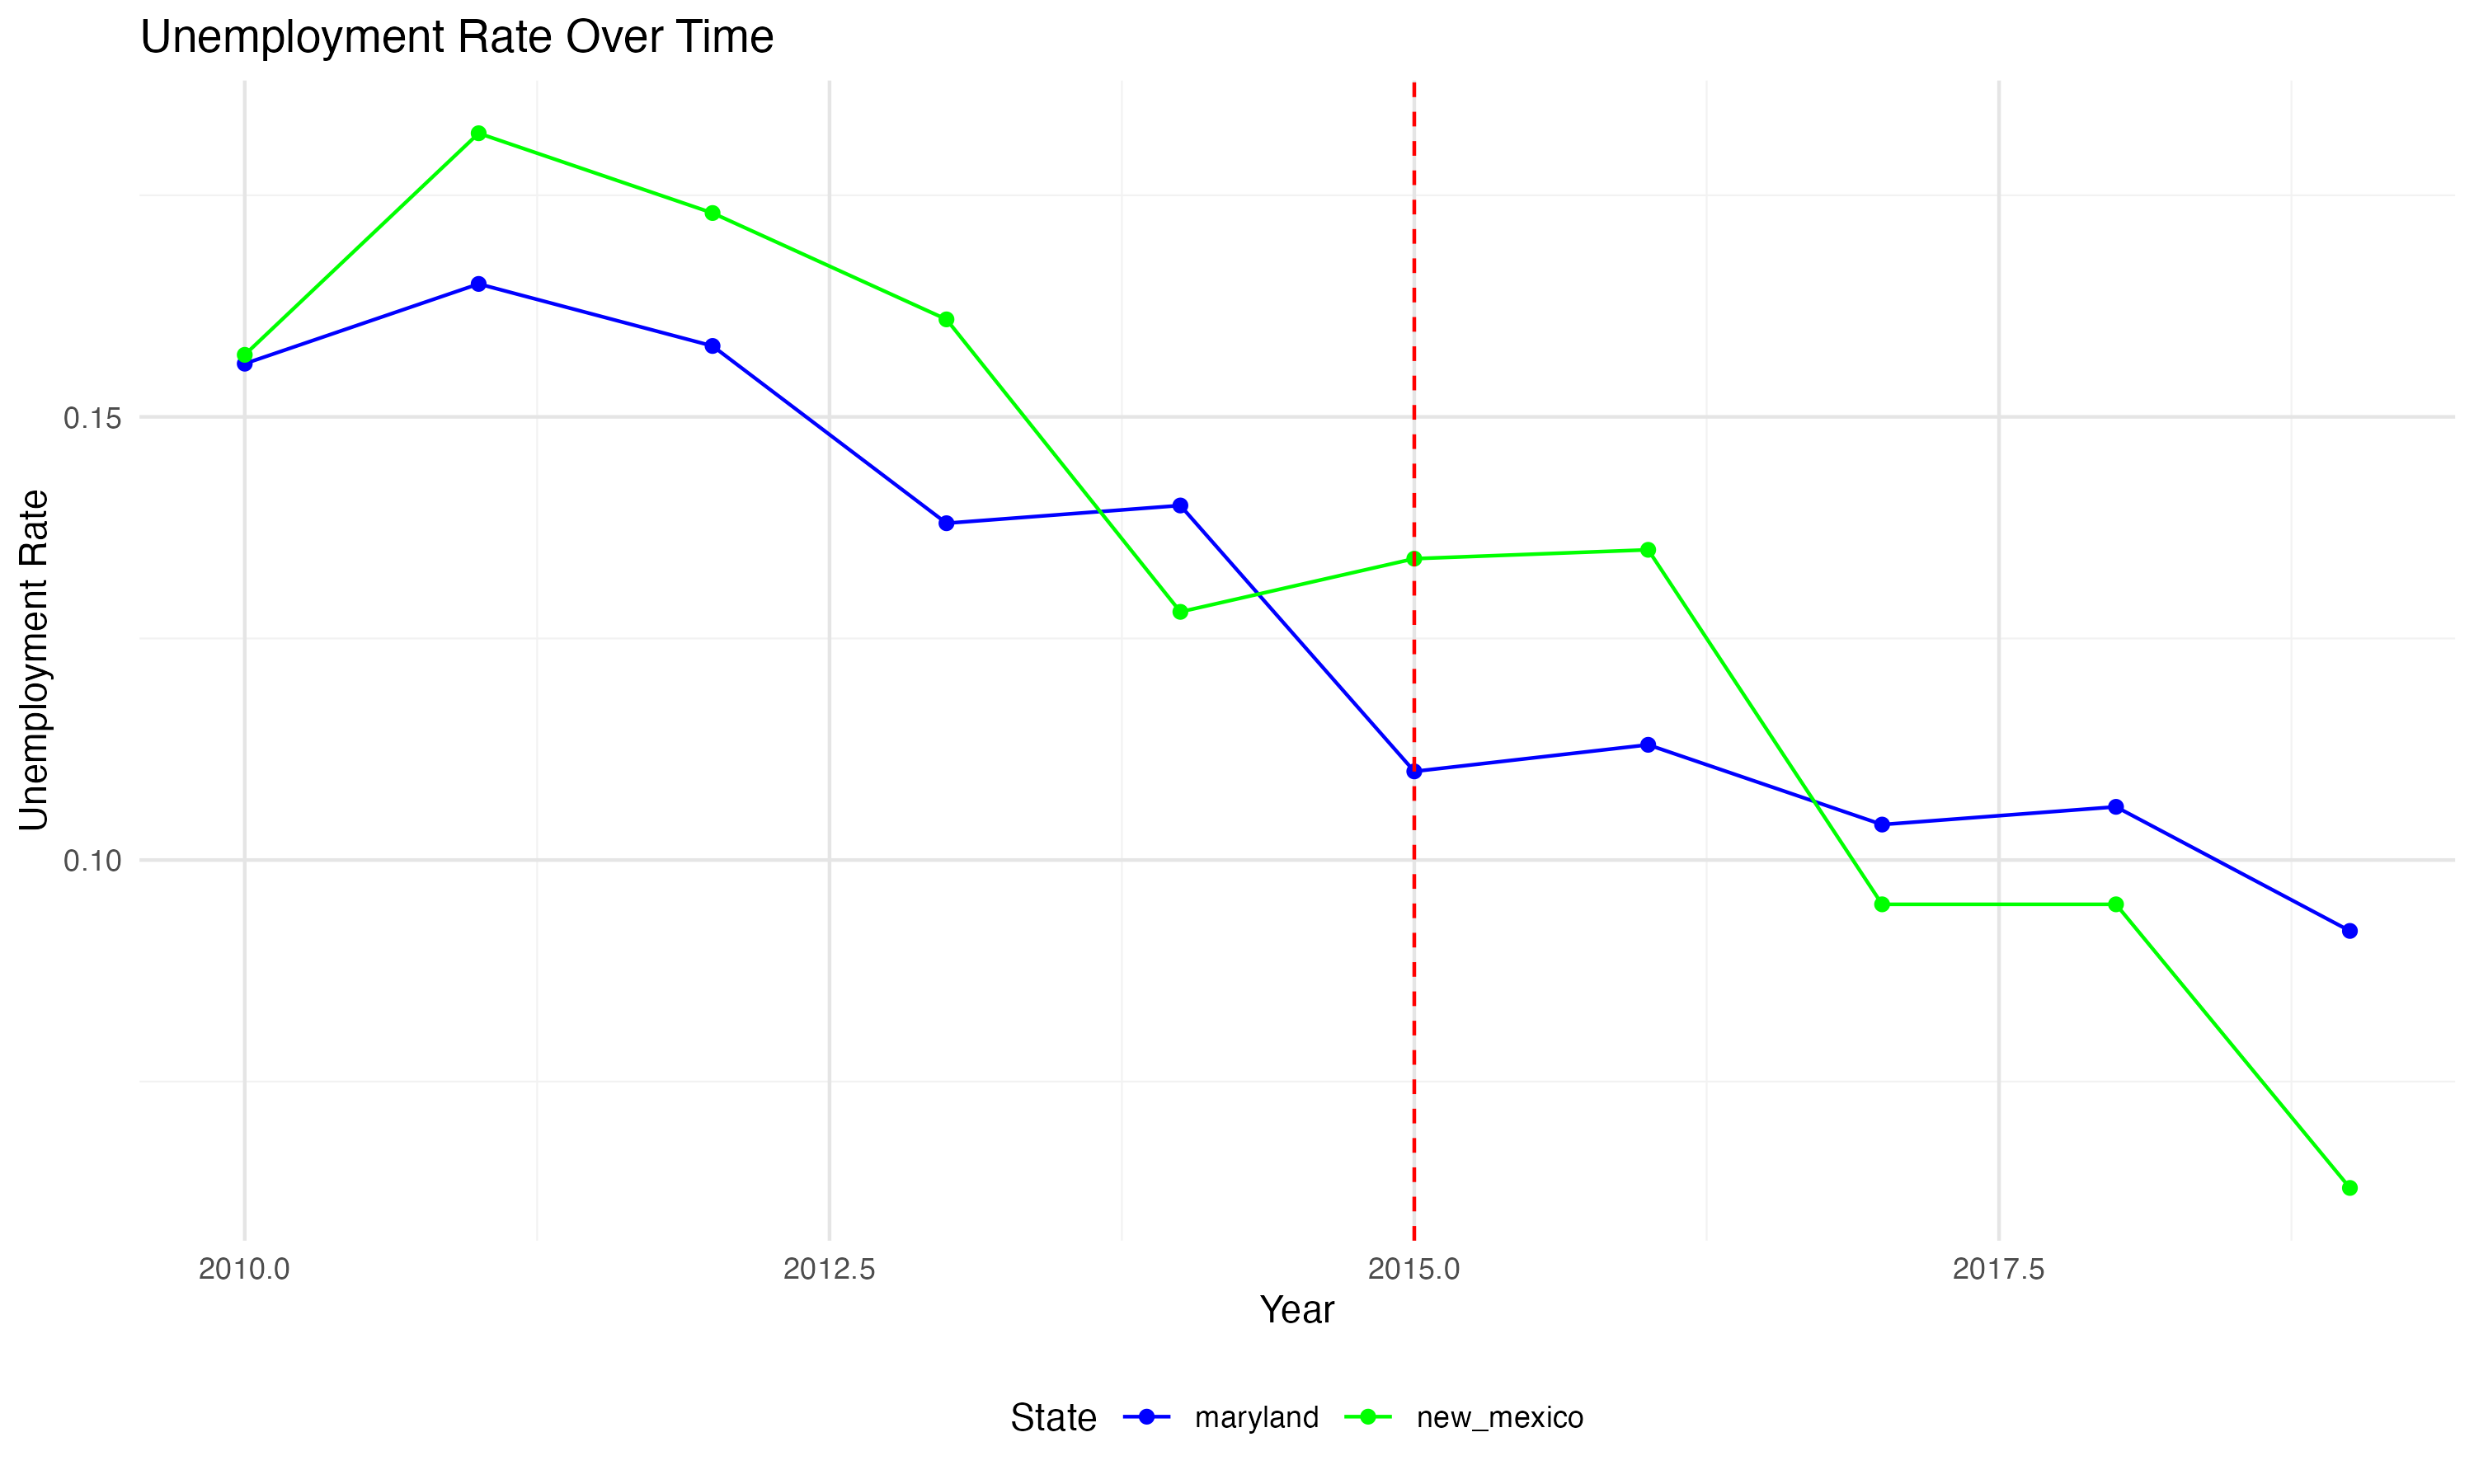 Unemployment Rate Over Time
Unemployment Rate
0.15
0.10
2010.0 2012.5 2015.0 2017.5
Year
State maryland new_mexico